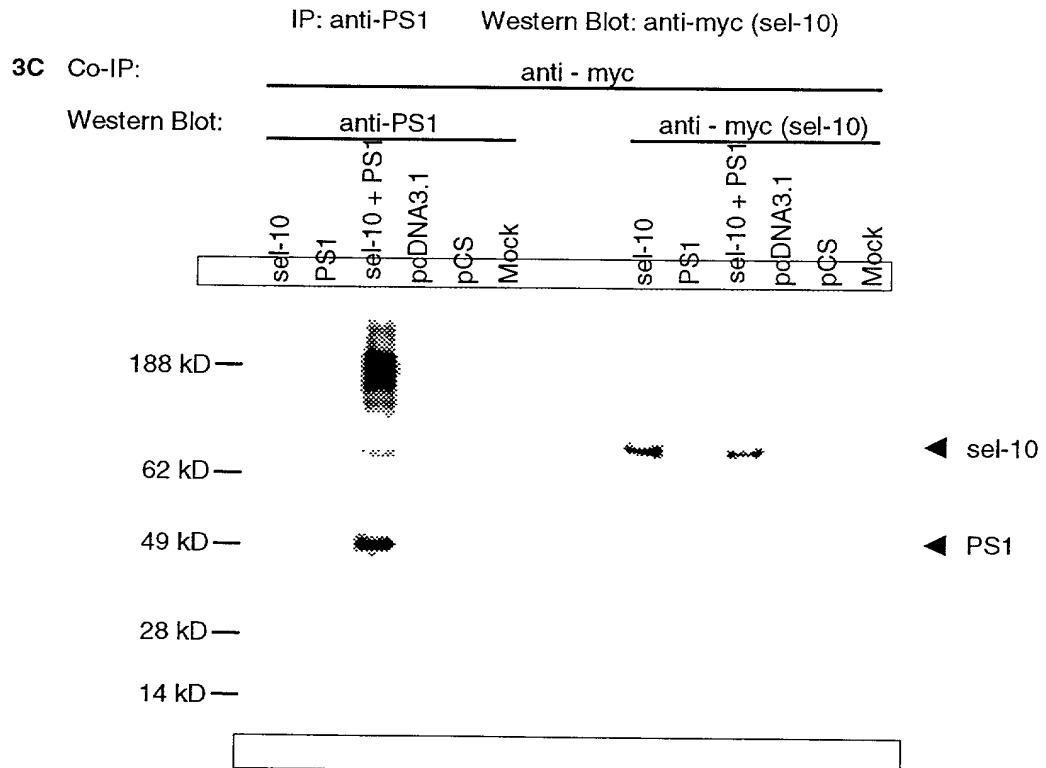 IP: anti-PS1 Western Blot: anti-myc (sel-10)
3C Co-IP: anti - myc
Western Blot: anti-PS1 anti - myc (sel-10)
sel-10 PS1 sel-10 + PS1 pcDNA3.1 pCS Mock sel-10 PS1 sel-10 + PS1 pcDNA3.1 pCS Mock
188 kD
sel-10
62 kD
49 kD PS1
28 kD
14 kD